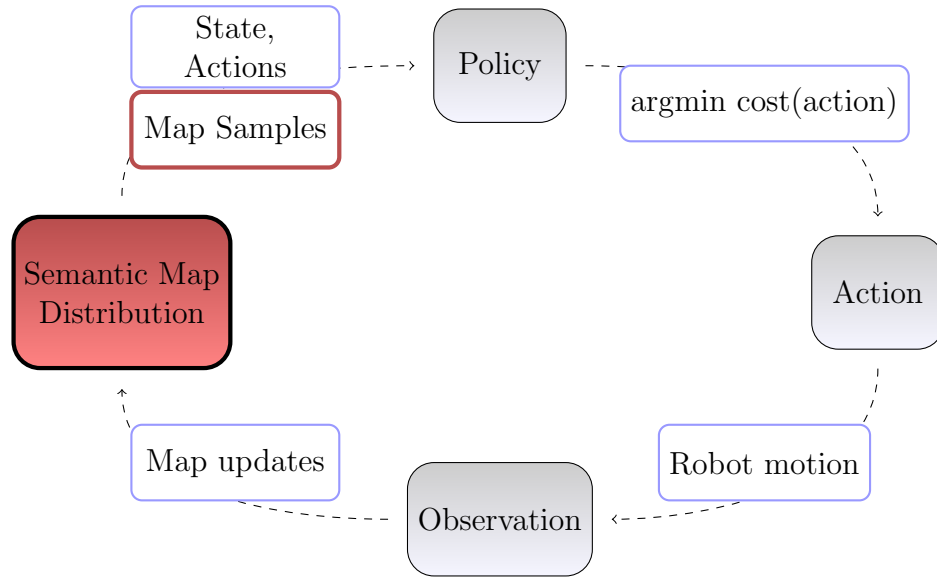 State,
Actions
Map Samples
Policy
argmin cost(action)
Semantic Map
Distribution
Action
Map updates
Observation
Robot motion